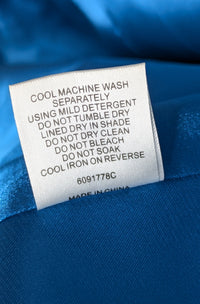 COOL MACHINE WASH
SEPARATELY
USING MILD DETERGENT
DO NOT TUMBLE DRY
LINED DRY IN SHADE
DO NOT DRY CLEAN
DO NOT BLEACH
DO NOT SOAK
COOL IRON ON REVERSE
6091778C
MADE IN CHINA